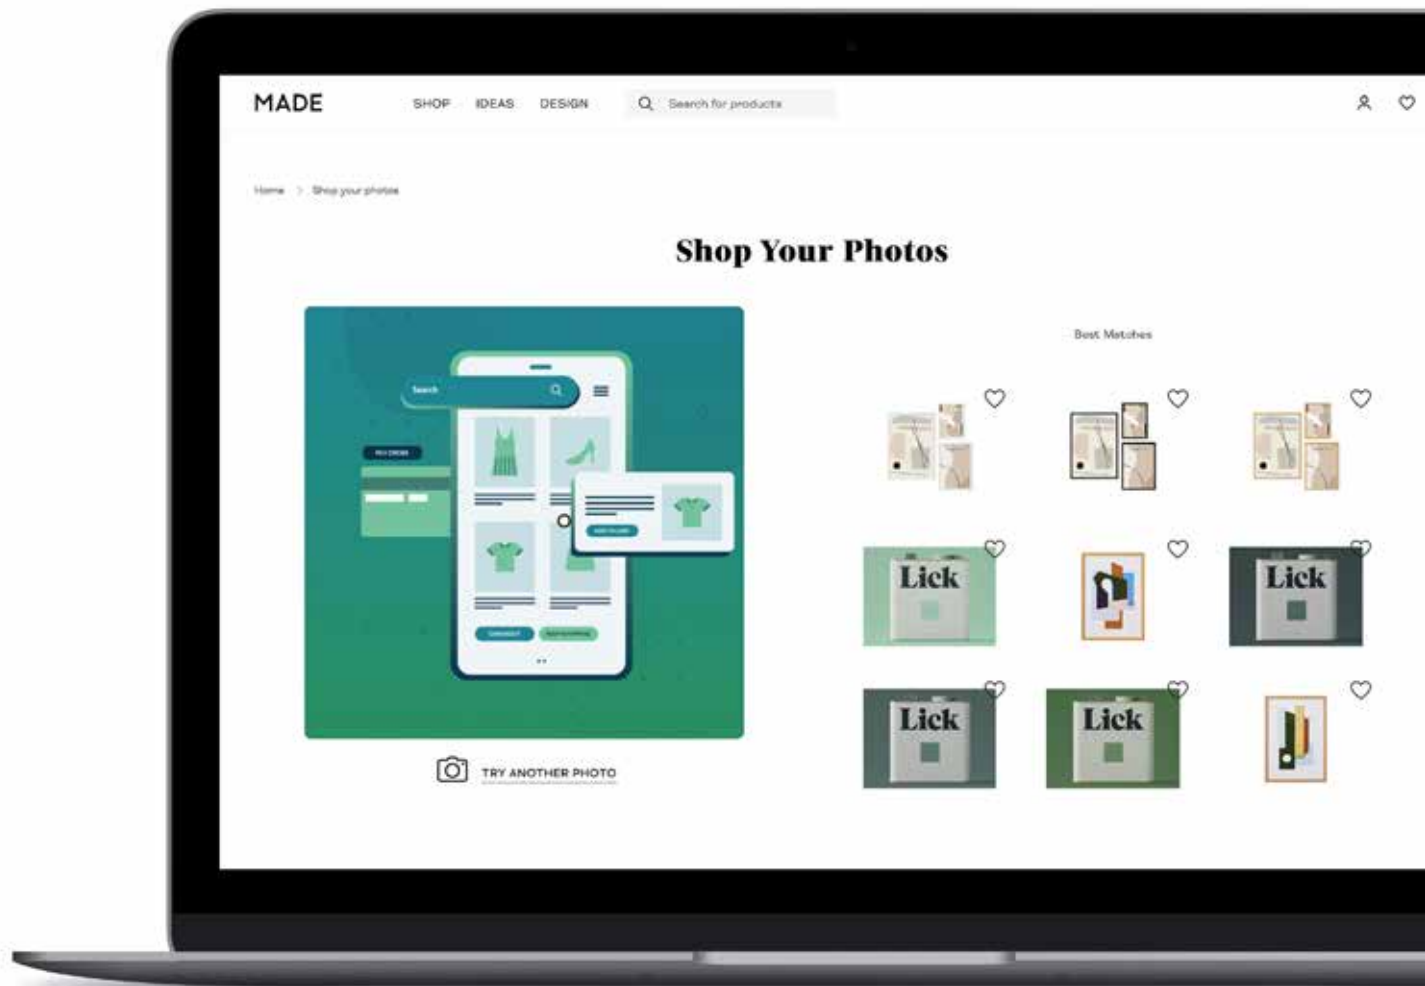 MADE
SHOP IDEAS DESIGN
Search for products
Home > Shop your photos
Shop Your Photos
Best Matches
Search
Lick
Lick
Lick
Lick
TRY ANOTHER PHOTO